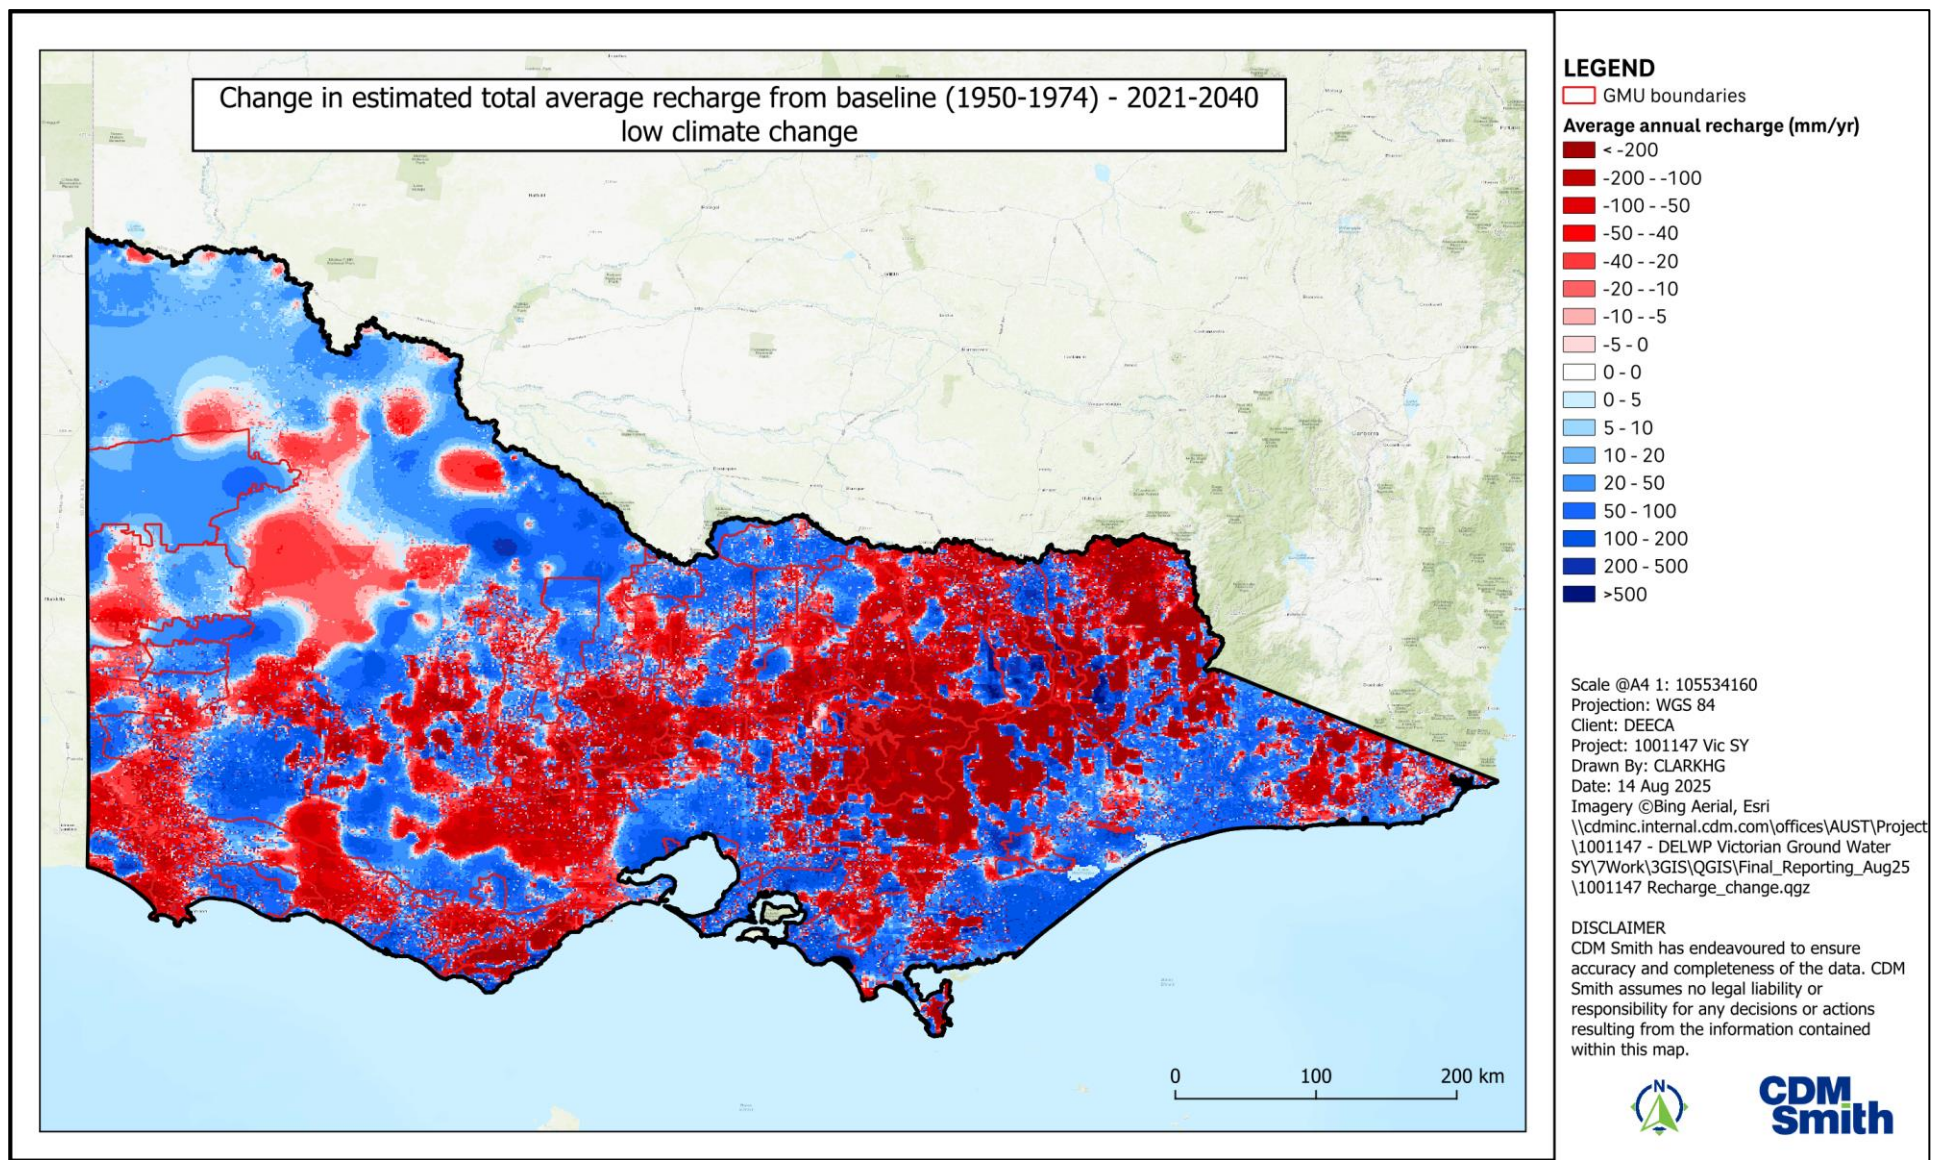 Change in estimated total average recharge from baseline (1950-1974) - 2021-2040
low climate change
LEGEND
GMU boundaries
Average annual recharge (mm/yr)
< -200
-200 - -100
-100 - -50
-50 - -40
-40 - -20
-20 - -10
-10 - -5
-5 - 0
0 - 0
0 - 5
5 - 10
10 - 20
20 - 50
50 - 100
100 - 200
200 - 500
>500
Scale @A4 1: 105534160
Projection: WGS 84
Client: DEECA
Project: 1001147 Vic SY
Drawn By: CLARKHG
Date: 14 Aug 2025
Imagery ©Bing Aerial, Esri
\\cdminc.internal.cdm.com\offices\AUST\Project
\1001147 - DELWP Victorian Ground Water
SY\7Work\3GIS\QGIS\Final_Reporting_Aug25
\1001147 Recharge_change.qgz
DISCLAIMER
CDM Smith has endeavoured to ensure
accuracy and completeness of the data. CDM
Smith assumes no legal liability or
responsibility for any decisions or actions
resulting from the information contained
within this map.
0 100 200 km
N
CDM
Smith